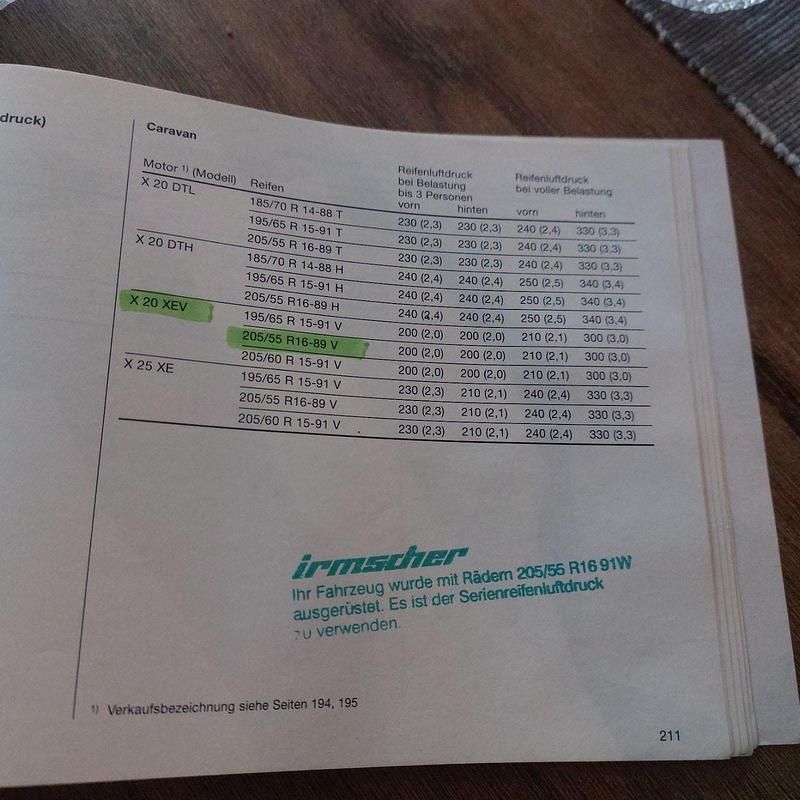 druck)
Caravan
Motor 1) (Modell) Reifen Reifenluftdruck bei Belastung bis 3 Personen Reifenluftdruck bei voller Belastung
vorn hinten vorn hinten
X 20 DTL 185/70 R 14-88 T 230 (2,3) 230 (2,3) 240 (2,4) 330 (3,3)
195/65 R 15-91 T 230 (2,3) 230 (2,3) 240 (2,4) 330 (3,3)
205/55 R 16-89 T 230 (2,3) 230 (2,3) 240 (2,4) 330 (3,3)
X 20 DTH 185/70 R 14-88 H 240 (2,4) 240 (2,4) 250 (2,5) 340 (3,4)
195/65 R 15-91 H 240 (2,4) 240 (2,4) 250 (2,5) 340 (3,4)
205/55 R16-89 H 240 (2,4) 240 (2,4) 250 (2,5) 340 (3,4)
X 20 XEV 195/65 R 15-91 V 200 (2,0) 200 (2,0) 210 (2,1) 300 (3,0)
205/55 R16-89 V 200 (2,0) 200 (2,0) 210 (2,1) 300 (3,0)
205/60 R 15-91 V 200 (2,0) 200 (2,0) 210 (2,1) 300 (3,0)
X 25 XE 195/65 R 15-91 V 230 (2,3) 210 (2,1) 240 (2,4) 330 (3,3)
205/55 R16-89 V 230 (2,3) 210 (2,1) 240 (2,4) 330 (3,3)
205/60 R 15-91 V 230 (2,3) 210 (2,1) 240 (2,4) 330 (3,3)
irmscher
Ihr Fahrzeug wurde mit Rädern 205/55 R16 91W
ausgerüstet. Es ist der Serienreifenluftdruck
zu verwenden.
1) Verkaufsbezeichnung siehe Seiten 194, 195
211